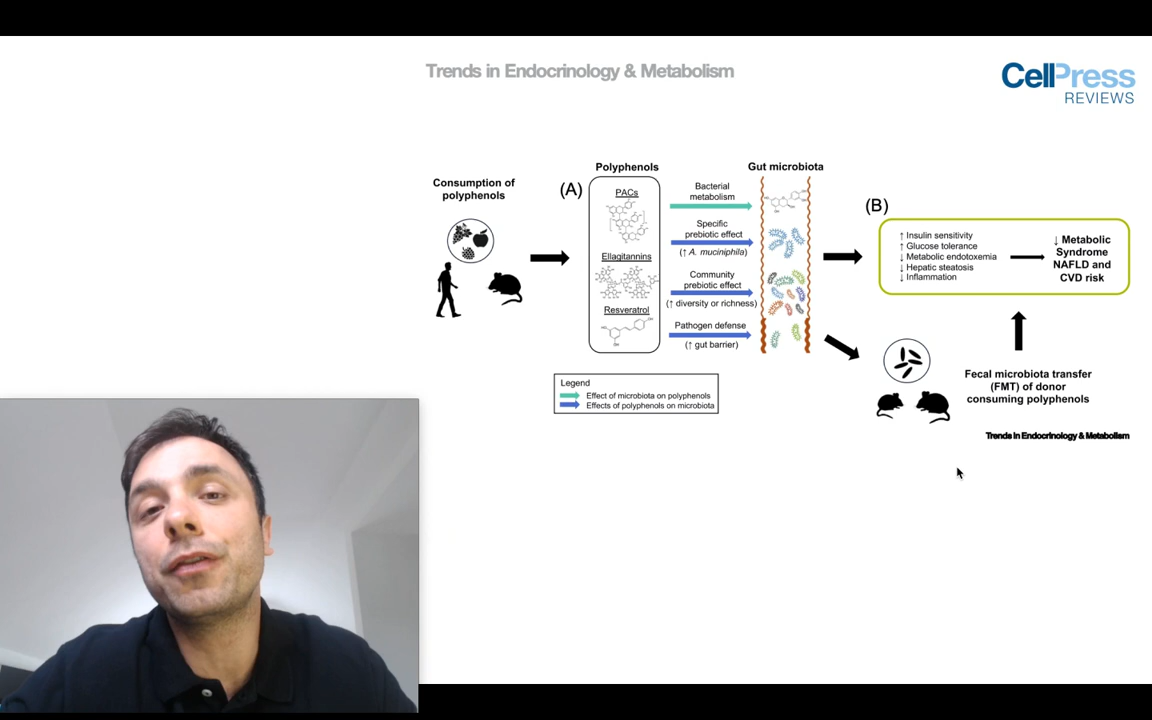 Trends in Endocrinology & Metabolism
CellPress
REVIEWS
Consumption of
polyphenols
(A)
Polyphenols
PACs
Ellagitannins
Resveratrol
Bacterial
metabolism
Specific
prebiotic effect
(↑ A. muciniphila)
Community
prebiotic effect
(↑ diversity or richness)
Pathogen defense
(↑ gut barrier)
Gut microbiota
Legend
Effect of microbiota on polyphenols
Effects of polyphenols on microbiota
(B)
↑ Insulin sensitivity
↑ Glucose tolerance
↓ Metabolic endotoxemia
↓ Hepatic steatosis
↓ Inflammation
↓ Metabolic
Syndrome
NAFLD and
CVD risk
Fecal microbiota transfer
(FMT) of donor
consuming polyphenols
Trends in Endocrinology & Metabolism